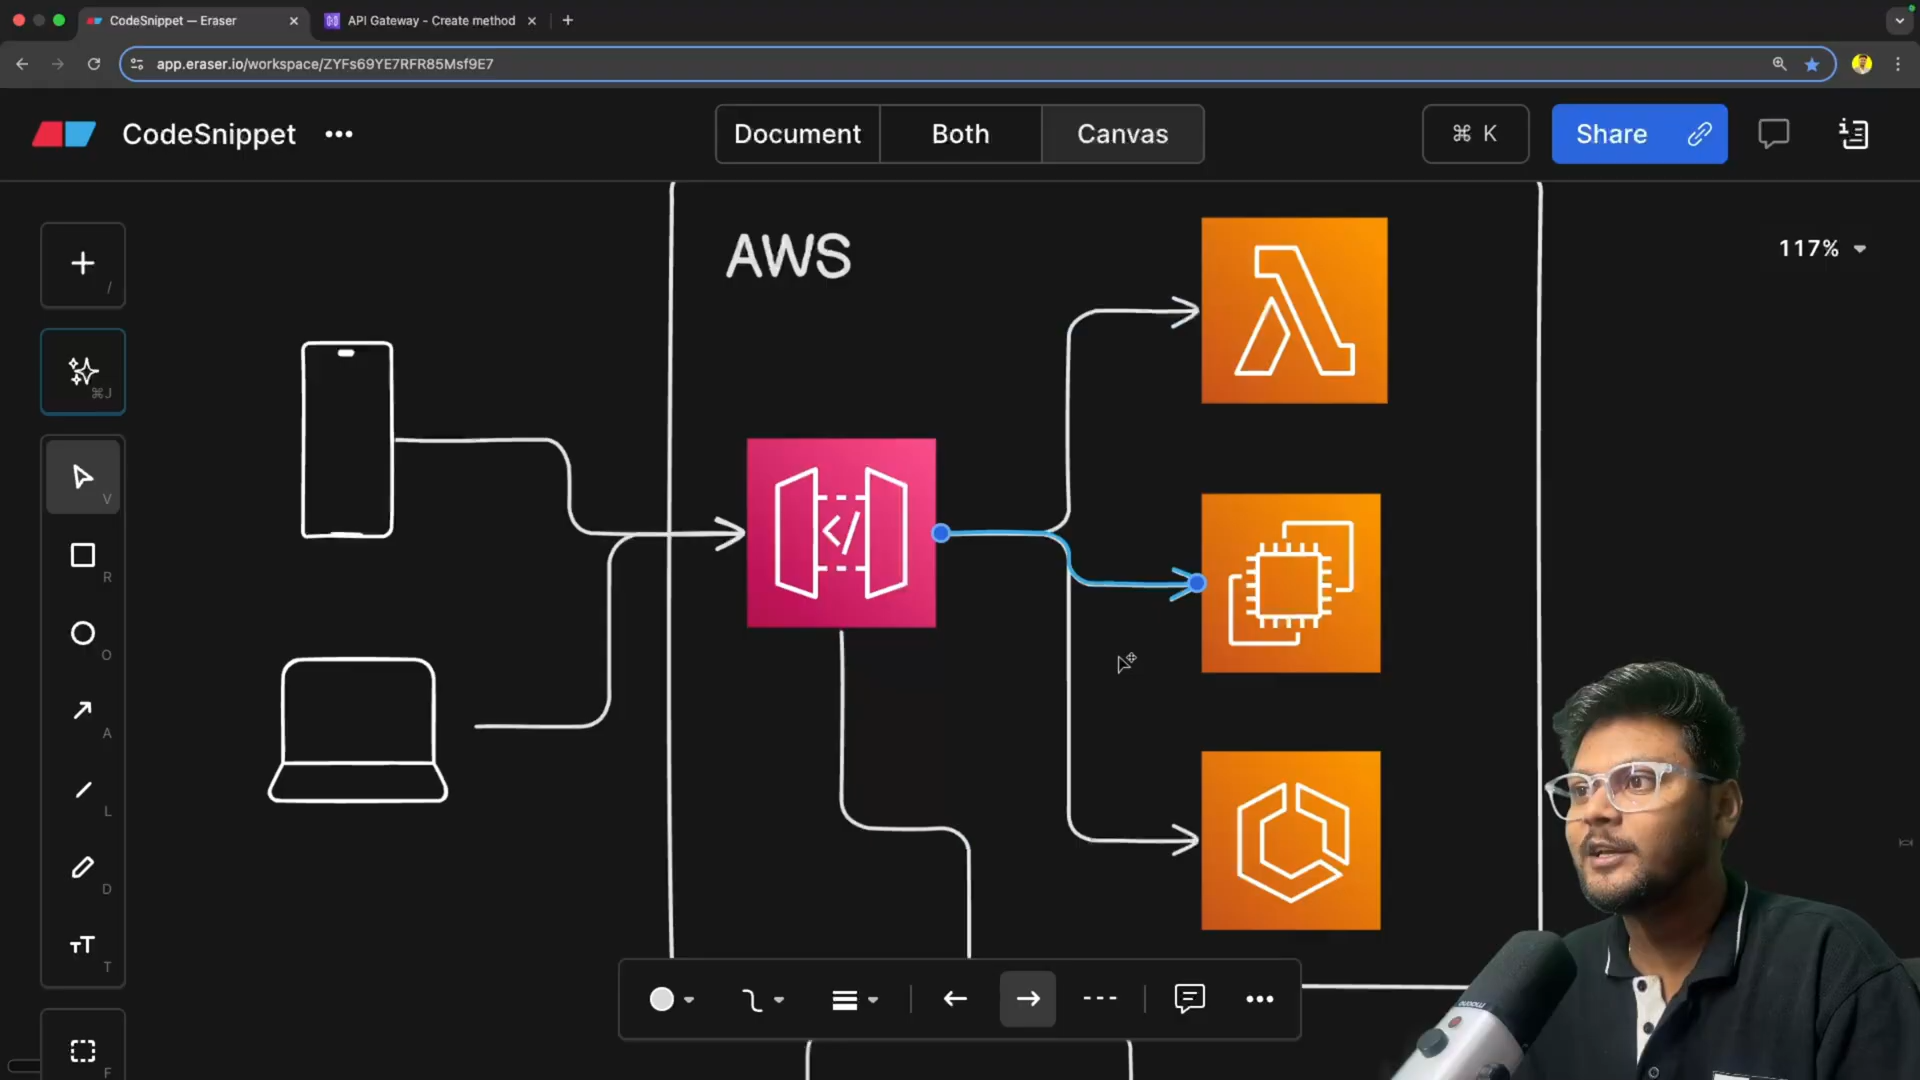 CodeSnippet — Eraser
API Gateway - Create method
app.eraser.io/workspace/ZYFs69YE7RFR85Msf9E7
CodeSnippet
Document
Both
Canvas
⌘ K
Share
117%
/
⌘J
V
R
O
A
L
D
T
F
AWS
</>